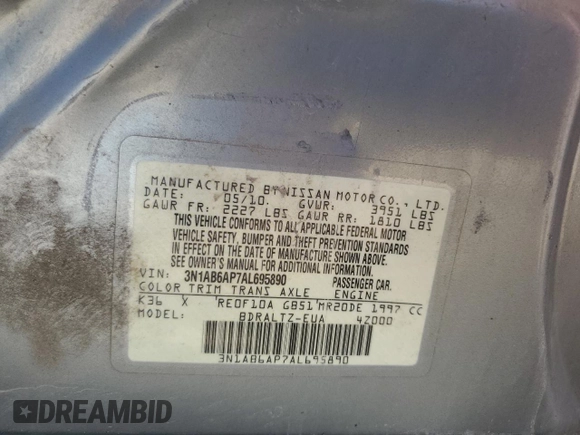 MANUFACTURED BY NISSAN MOTOR CO., LTD.
DATE: 05/10. GVWR: 3951 LBS
GAWR FR: 2227 LBS GAWR RR: 1810 LBS
THIS VEHICLE CONFORMS TO ALL APPLICABLE FEDERAL MOTOR
VEHICLE SAFETY, BUMPER AND THEFT PREVENTION STANDARDS
IN EFFECT ON THE DATE OF MANUFACTURE SHOWN ABOVE.
SEE OWNER'S MANUAL FOR ADDITIONAL INFORMATION.
VIN: 3N1AB6AP7AL695890 PASSENGER CAR.
COLOR TRIM TRANS AXLE ENGINE
K36 X RE0F10A GB51 MR20DE 1997 CC
MODEL: BDRALTZ-EUA 4Z000
3N1AB6AP7AL695890
DREAMBID